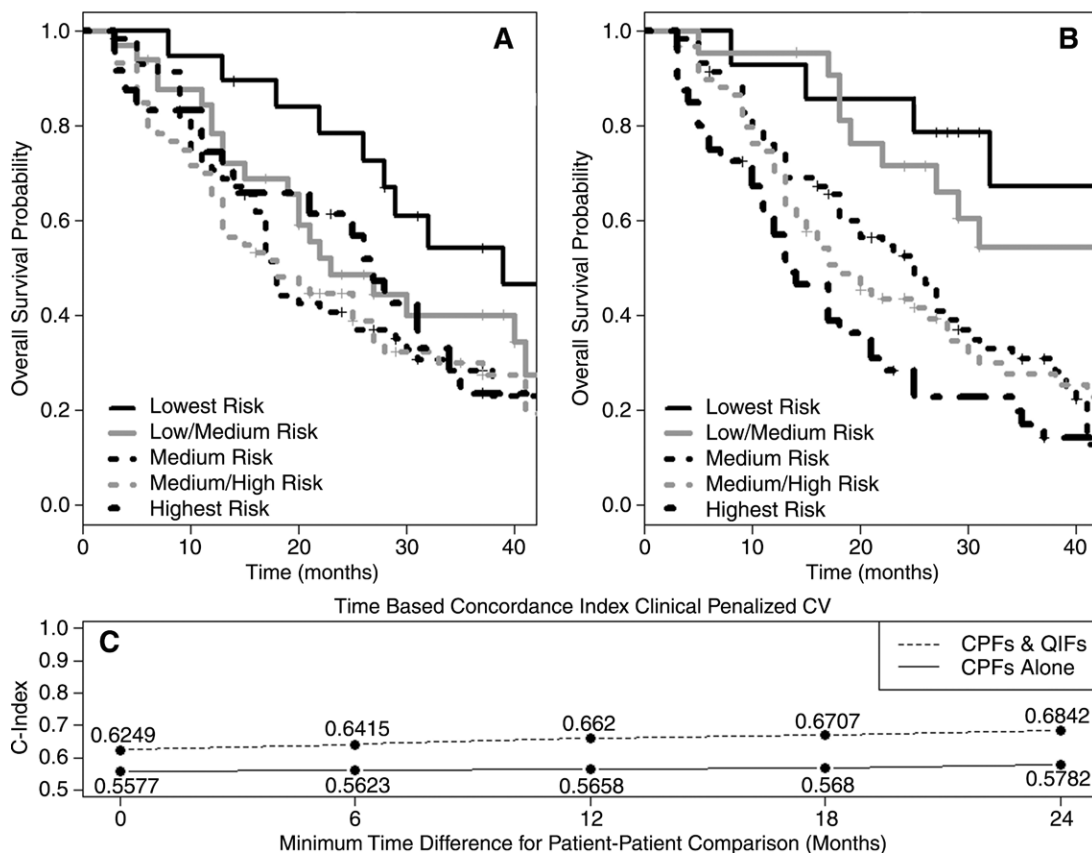 A
1.0
0.8
0.6
0.4
0.2
0.0
Overall Survival Probability
Lowest Risk
Low/Medium Risk
Medium Risk
Medium/High Risk
Highest Risk
0 10 20 30 40
Time (months)
B
1.0
0.8
0.6
0.4
0.2
0.0
Overall Survival Probability
Lowest Risk
Low/Medium Risk
Medium Risk
Medium/High Risk
Highest Risk
0 10 20 30 40
Time (months)
Time Based Concordance Index Clinical Penalized CV
C
1.0
0.9
0.8
0.7
0.6
0.5
C-Index
CPFs & QIFs
CPFs Alone
0.6249 0.6415 0.662 0.6707 0.6842
0.5577 0.5623 0.5658 0.568 0.5782
0 6 12 18 24
Minimum Time Difference for Patient-Patient Comparison (Months)